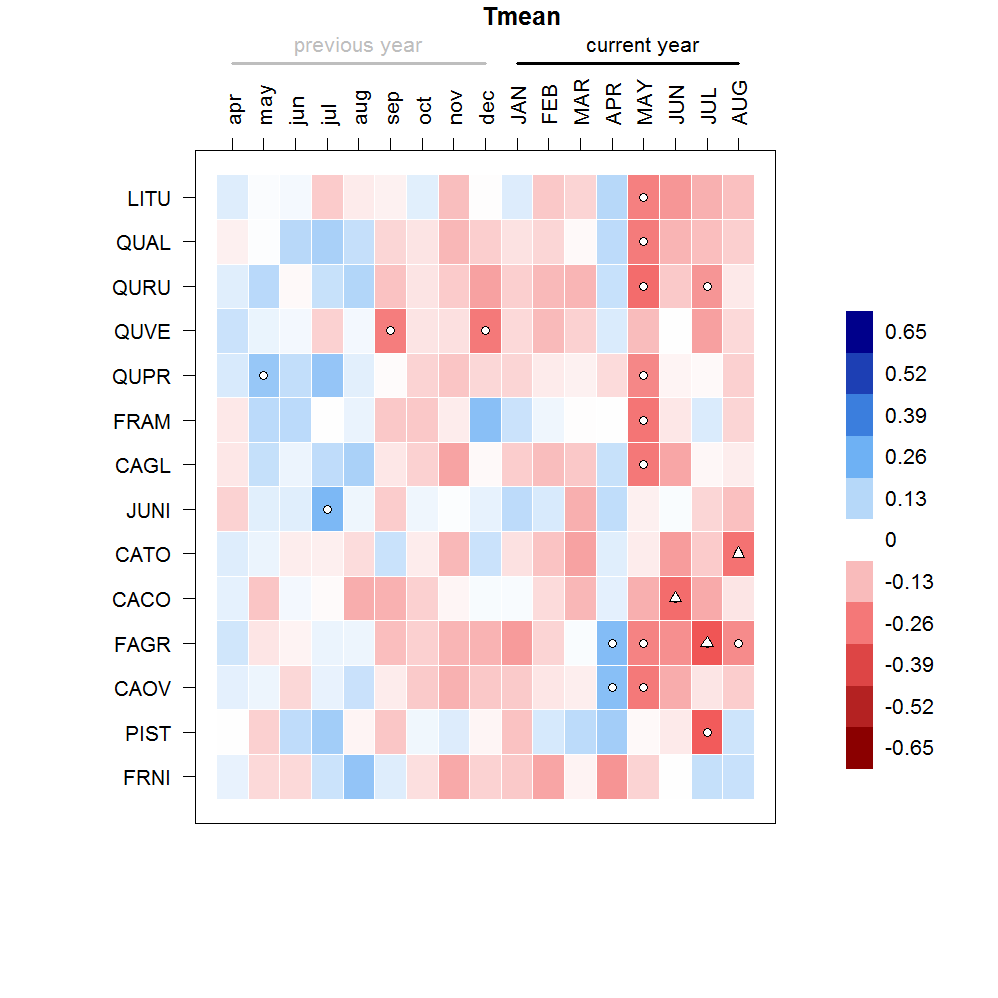 Tmean
previous year current year
apr may jun jul aug sep oct nov dec JAN FEB MAR APR MAY JUN JUL AUG
LITU
QUAL
QURU
QUVE
QUPR
FRAM
CAGL
JUNI
CATO
CACO
FAGR
CAOV
PIST
FRNI
0.65
0.52
0.39
0.26
0.13
0
-0.13
-0.26
-0.39
-0.52
-0.65